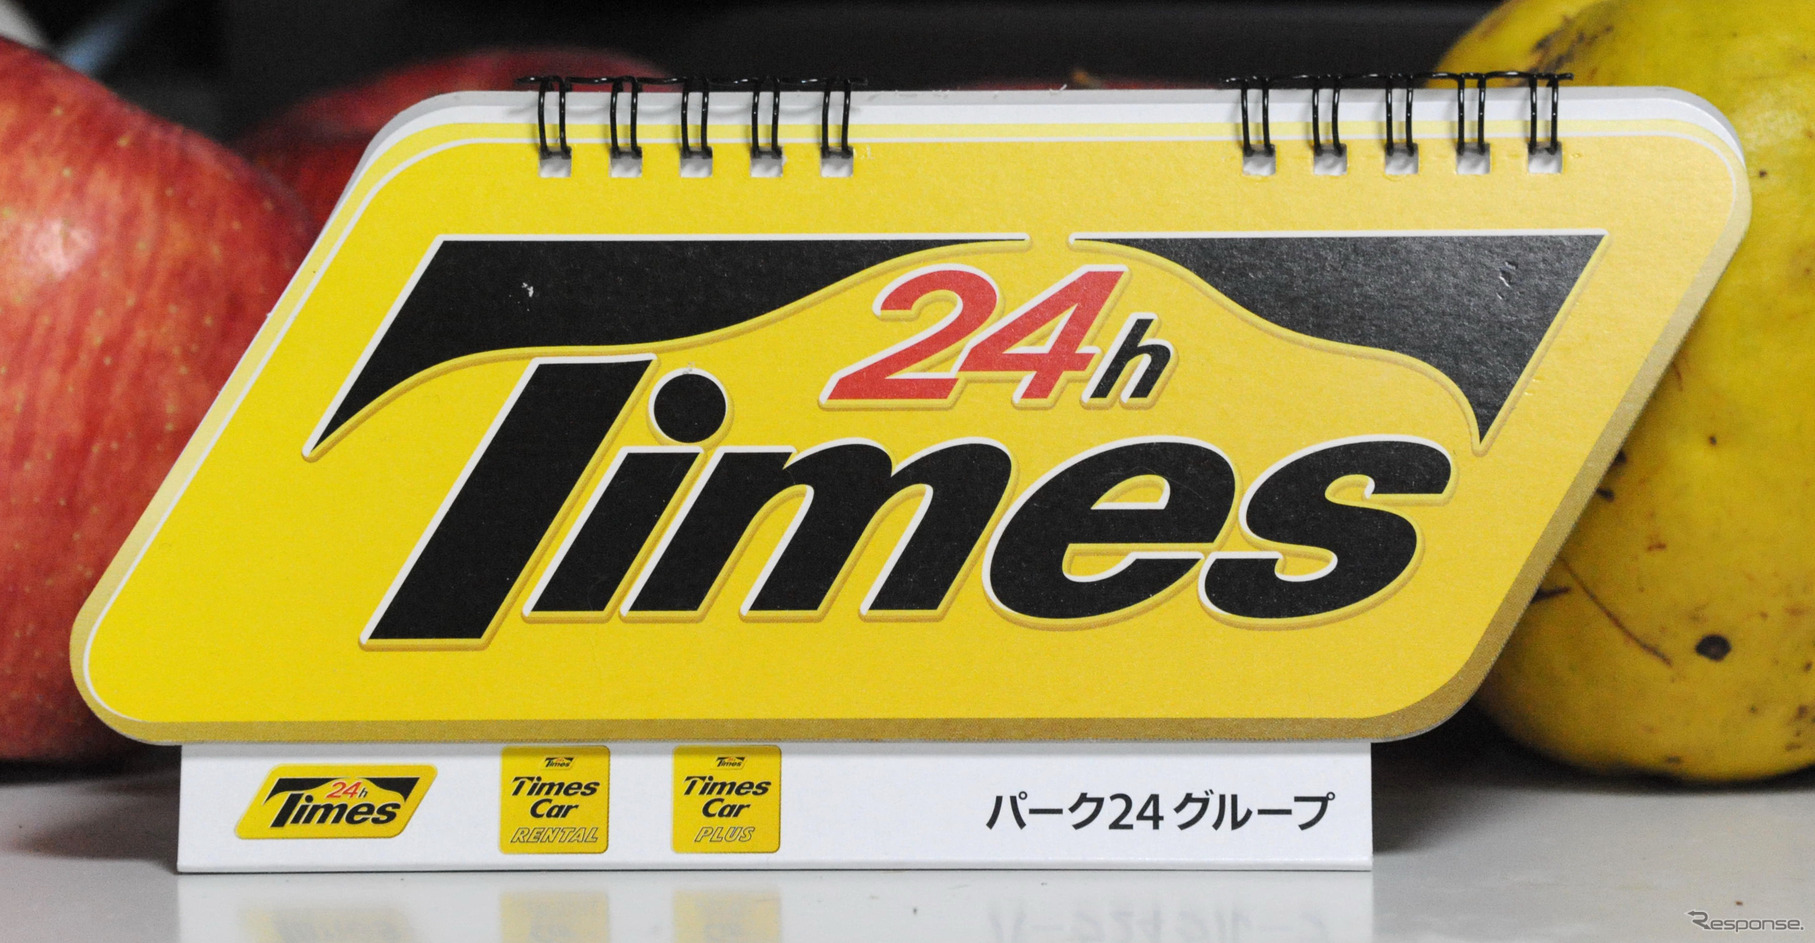 24h
Times
24h
Times
Times
Times
Car
RENTAL
Times
Times
Car
PLUS
パーク24グループ
Response.